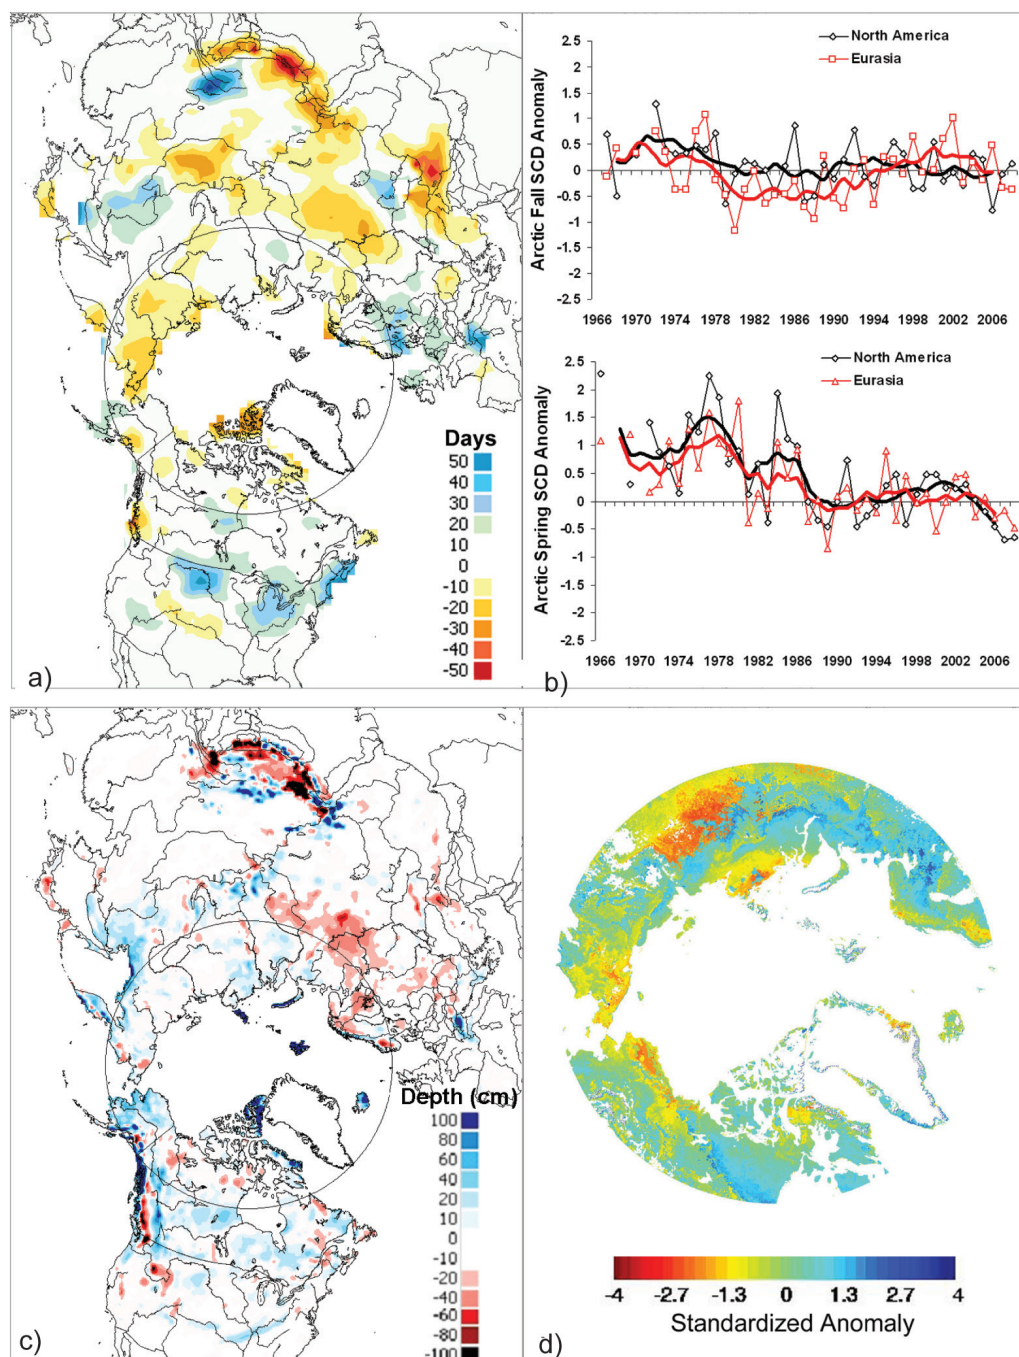 Days
50
40
30
20
10
0
-10
-20
-30
-40
-50
a)
North America
Eurasia
Arctic Fall SCD Anomaly
2.5
2
1.5
1
0.5
0
-0.5
-1
-1.5
-2
-2.5
1966 1970 1974 1978 1982 1986 1990 1994 1998 2002 2006
North America
Eurasia
Arctic Spring SCD Anomaly
2.5
2
1.5
1
0.5
0
-0.5
-1
-1.5
-2
-2.5
1966 1970 1974 1978 1982 1986 1990 1994 1998 2002 2006
b)
Depth (cm)
100
80
60
40
20
10
0
-10
-20
-40
-60
-80
-100
c)
-4 -2.7 -1.3 0 1.3 2.7 4
Standardized Anomaly
d)